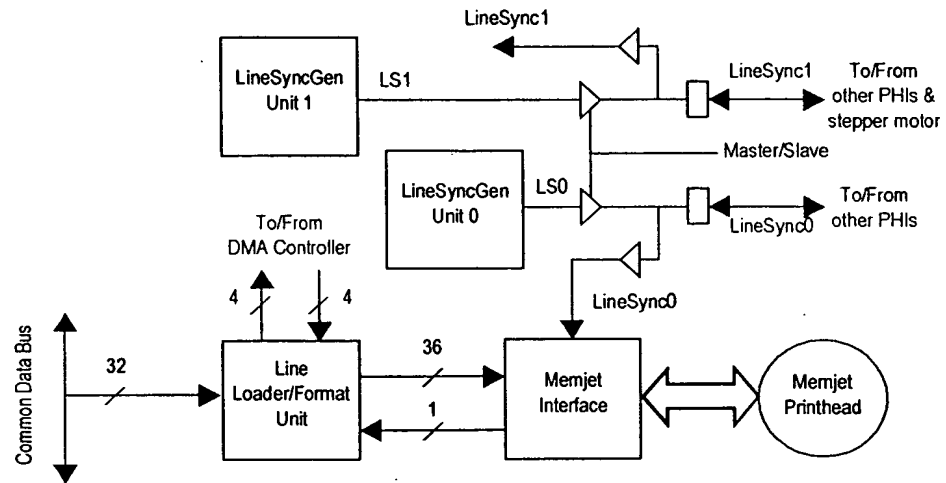 LineSync1
LineSyncGen
Unit 1
LS1
LineSync1
To/From
other PHIs &
stepper motor
Master/Slave
LineSyncGen
Unit 0
LS0
To/From
other PHIs
LineSync0
To/From
DMA Controller
4
4
LineSync0
Common Data Bus
32
Line
Loader/Format
Unit
36
1
Memjet
Interface
Memjet
Printhead